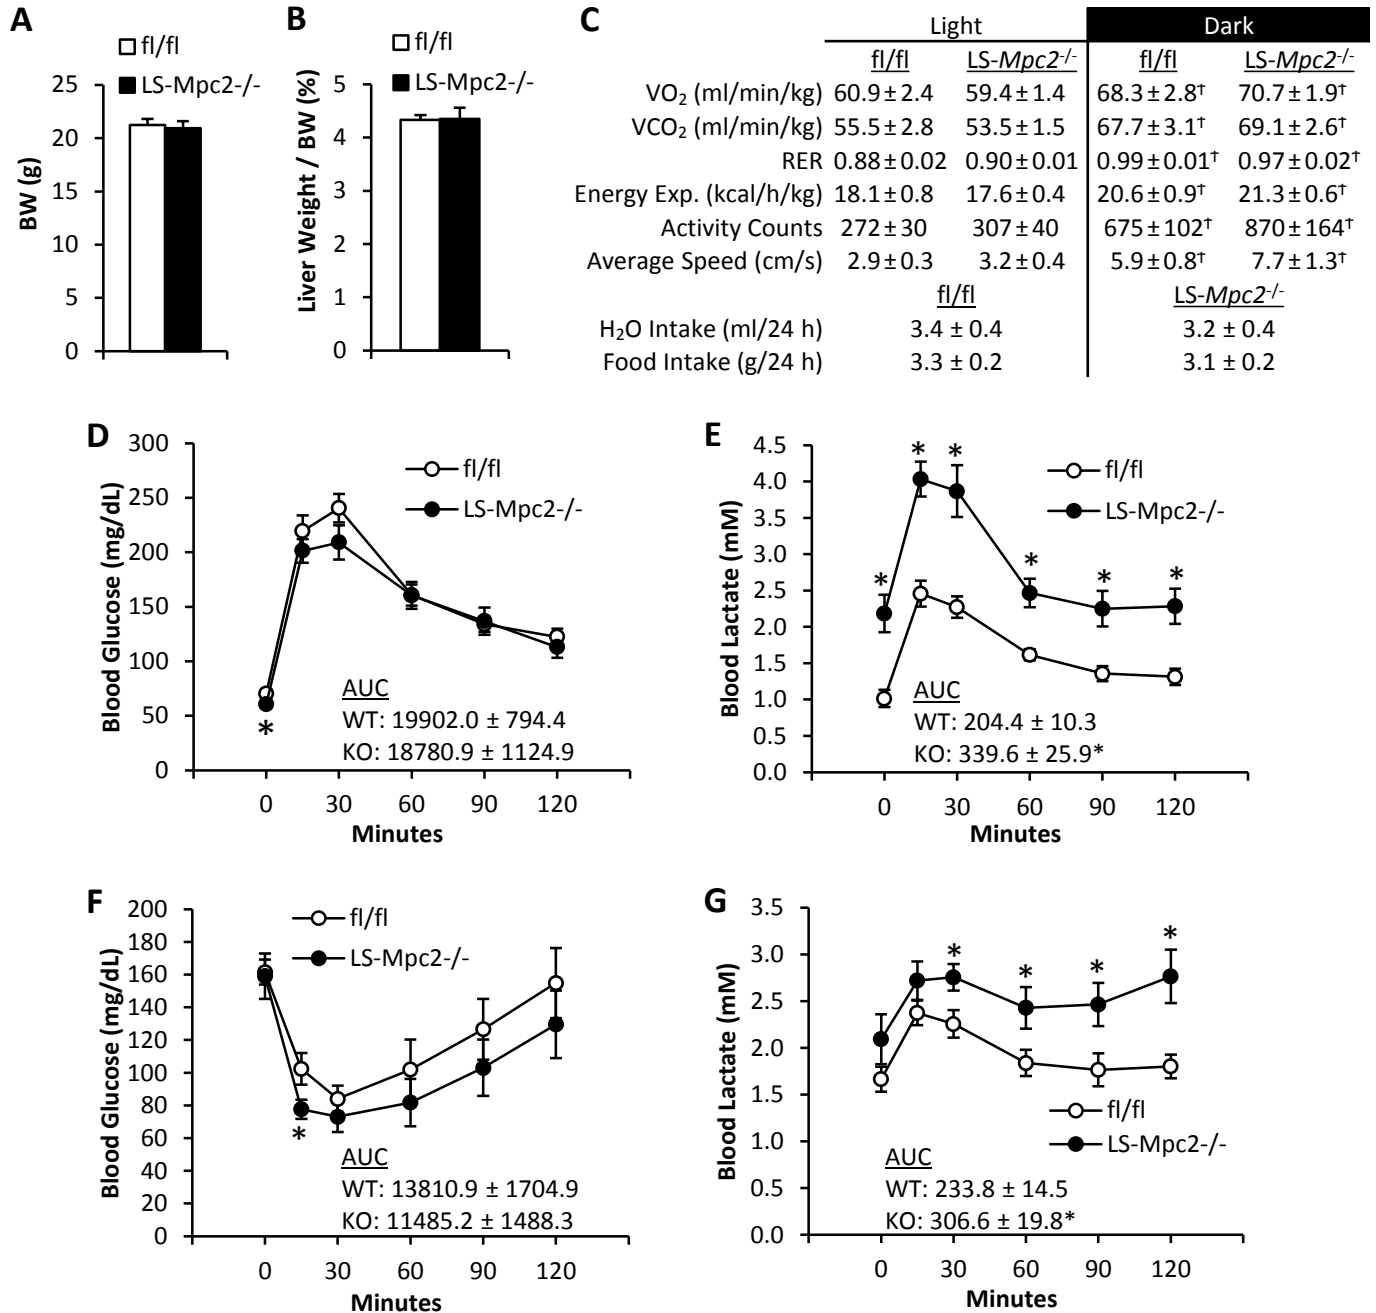 A
fl/fl
LS-Mpc2-/-
BW (g)
25
20
15
10
5
0
B
fl/fl
LS-Mpc2-/-
Liver Weight / BW (%)
5
4
3
2
1
0
C
Light Dark
fl/fl LS-Mpc2-/- fl/fl LS-Mpc2-/-
VO₂ (ml/min/kg) 60.9±2.4 59.4±1.4 68.3±2.8† 70.7±1.9†
VCO₂ (ml/min/kg) 55.5±2.8 53.5±1.5 67.7±3.1† 69.1±2.6†
RER 0.88±0.02 0.90±0.01 0.99±0.01† 0.97±0.02†
Energy Exp. (kcal/h/kg) 18.1±0.8 17.6±0.4 20.6±0.9† 21.3±0.6†
Activity Counts 272±30 307±40 675±102† 870±164†
Average Speed (cm/s) 2.9±0.3 3.2±0.4 5.9±0.8† 7.7±1.3†
fl/fl LS-Mpc2-/-
H₂O Intake (ml/24 h) 3.4 ± 0.4 3.2 ± 0.4
Food Intake (g/24 h) 3.3 ± 0.2 3.1 ± 0.2
D
Blood Glucose (mg/dL)
300
250
200
150
100
50
0
fl/fl
LS-Mpc2-/-
*
AUC
WT: 19902.0 ± 794.4
KO: 18780.9 ± 1124.9
0 30 60 90 120
Minutes
E
Blood Lactate (mM)
4.5
4.0
3.5
3.0
2.5
2.0
1.5
1.0
0.5
0.0
fl/fl
LS-Mpc2-/-
* * * * * *
AUC
WT: 204.4 ± 10.3
KO: 339.6 ± 25.9*
0 30 60 90 120
Minutes
F
Blood Glucose (mg/dL)
200
180
160
140
120
100
80
60
40
20
0
fl/fl
LS-Mpc2-/-
*
AUC
WT: 13810.9 ± 1704.9
KO: 11485.2 ± 1488.3
0 30 60 90 120
Minutes
G
Blood Lactate (mM)
3.5
3.0
2.5
2.0
1.5
1.0
0.5
0.0
* * * *
fl/fl
LS-Mpc2-/-
AUC
WT: 233.8 ± 14.5
KO: 306.6 ± 19.8*
0 30 60 90 120
Minutes